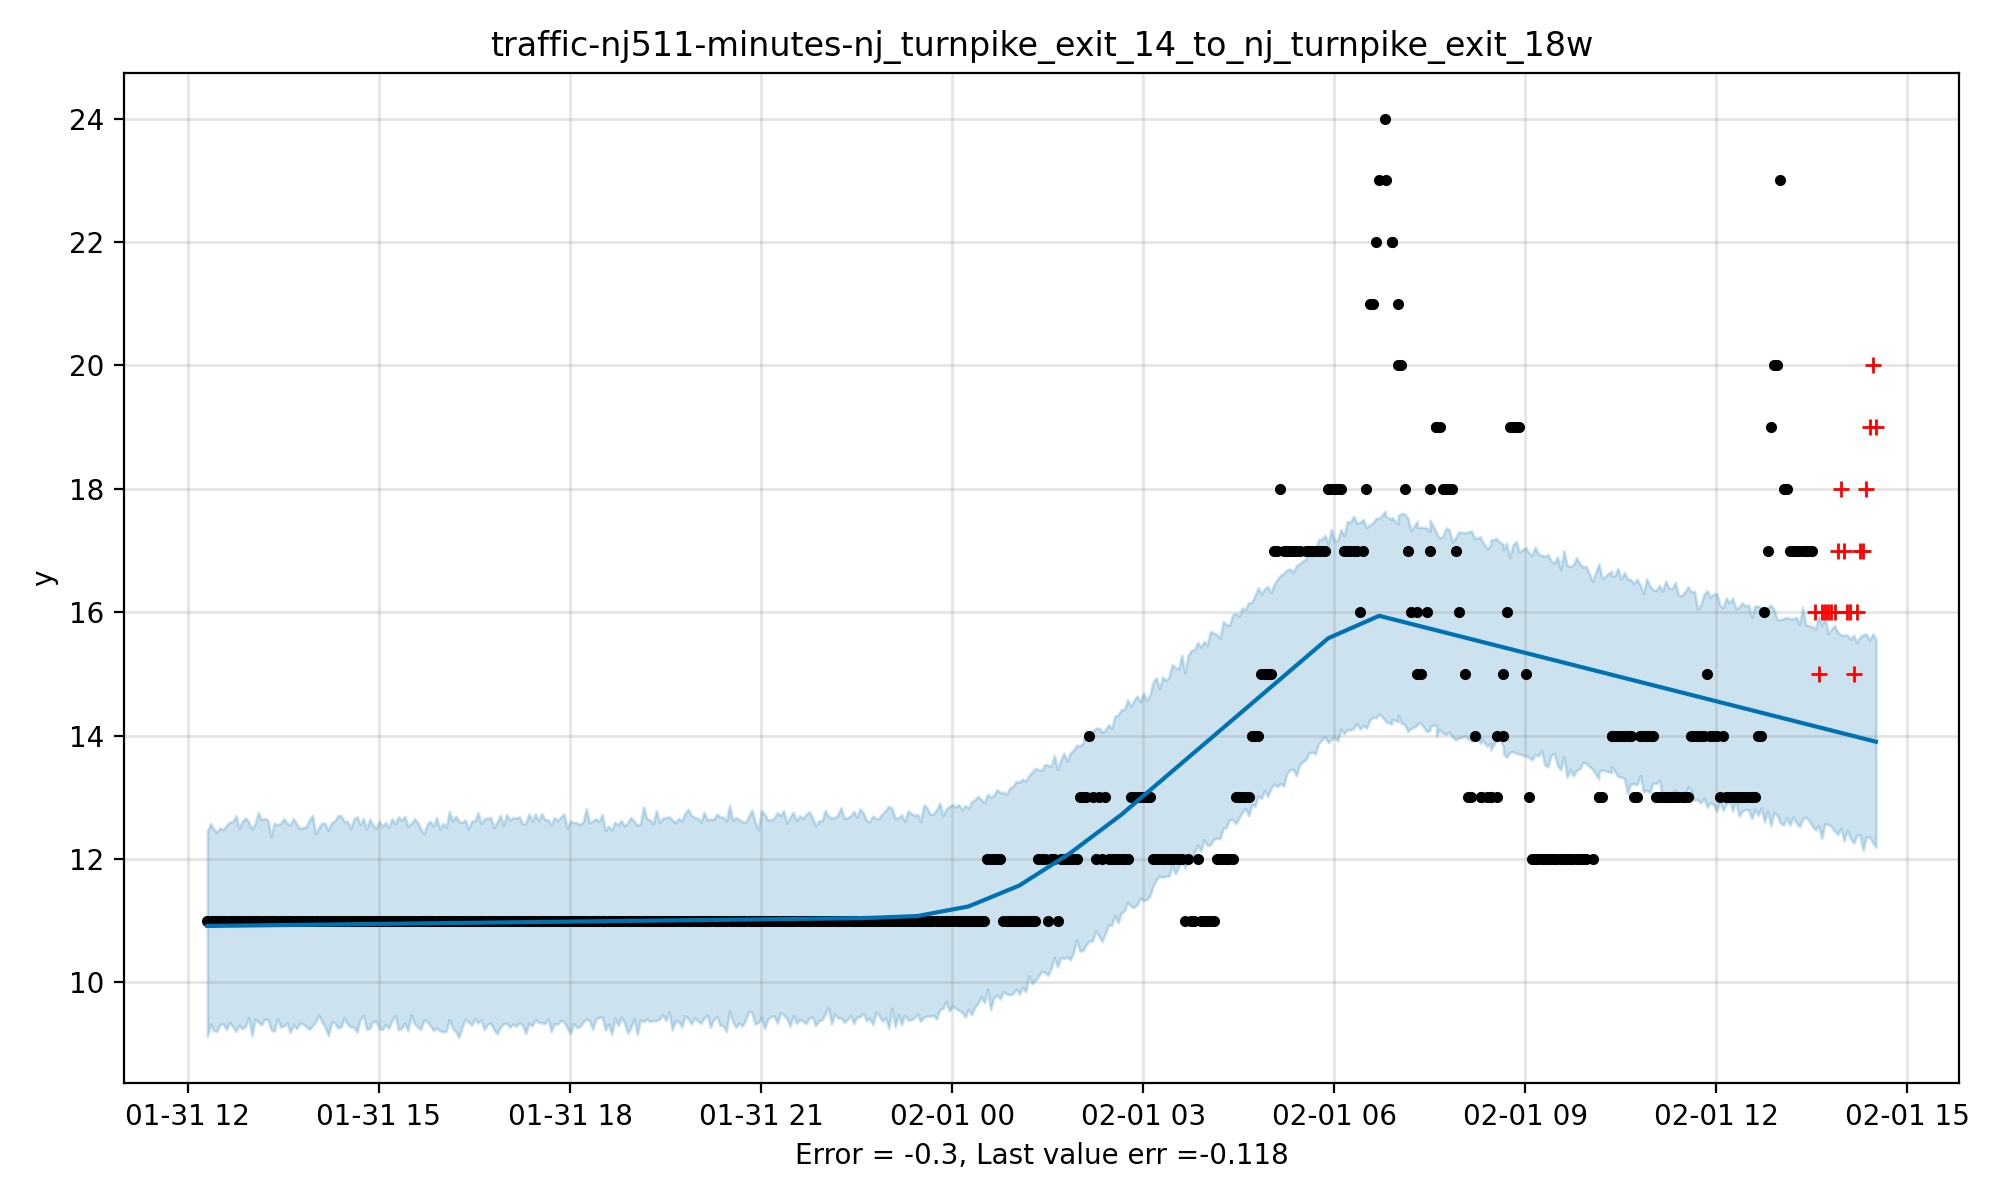 traffic-nj511-minutes-nj_turnpike_exit_14_to_nj_turnpike_exit_18w
24
22
20
18
16
14
12
10
y
01-31 12 01-31 15 01-31 18 01-31 21 02-01 00 02-01 03 02-01 06 02-01 09 02-01 12 02-01 15
Error = -0.3, Last value err =-0.118